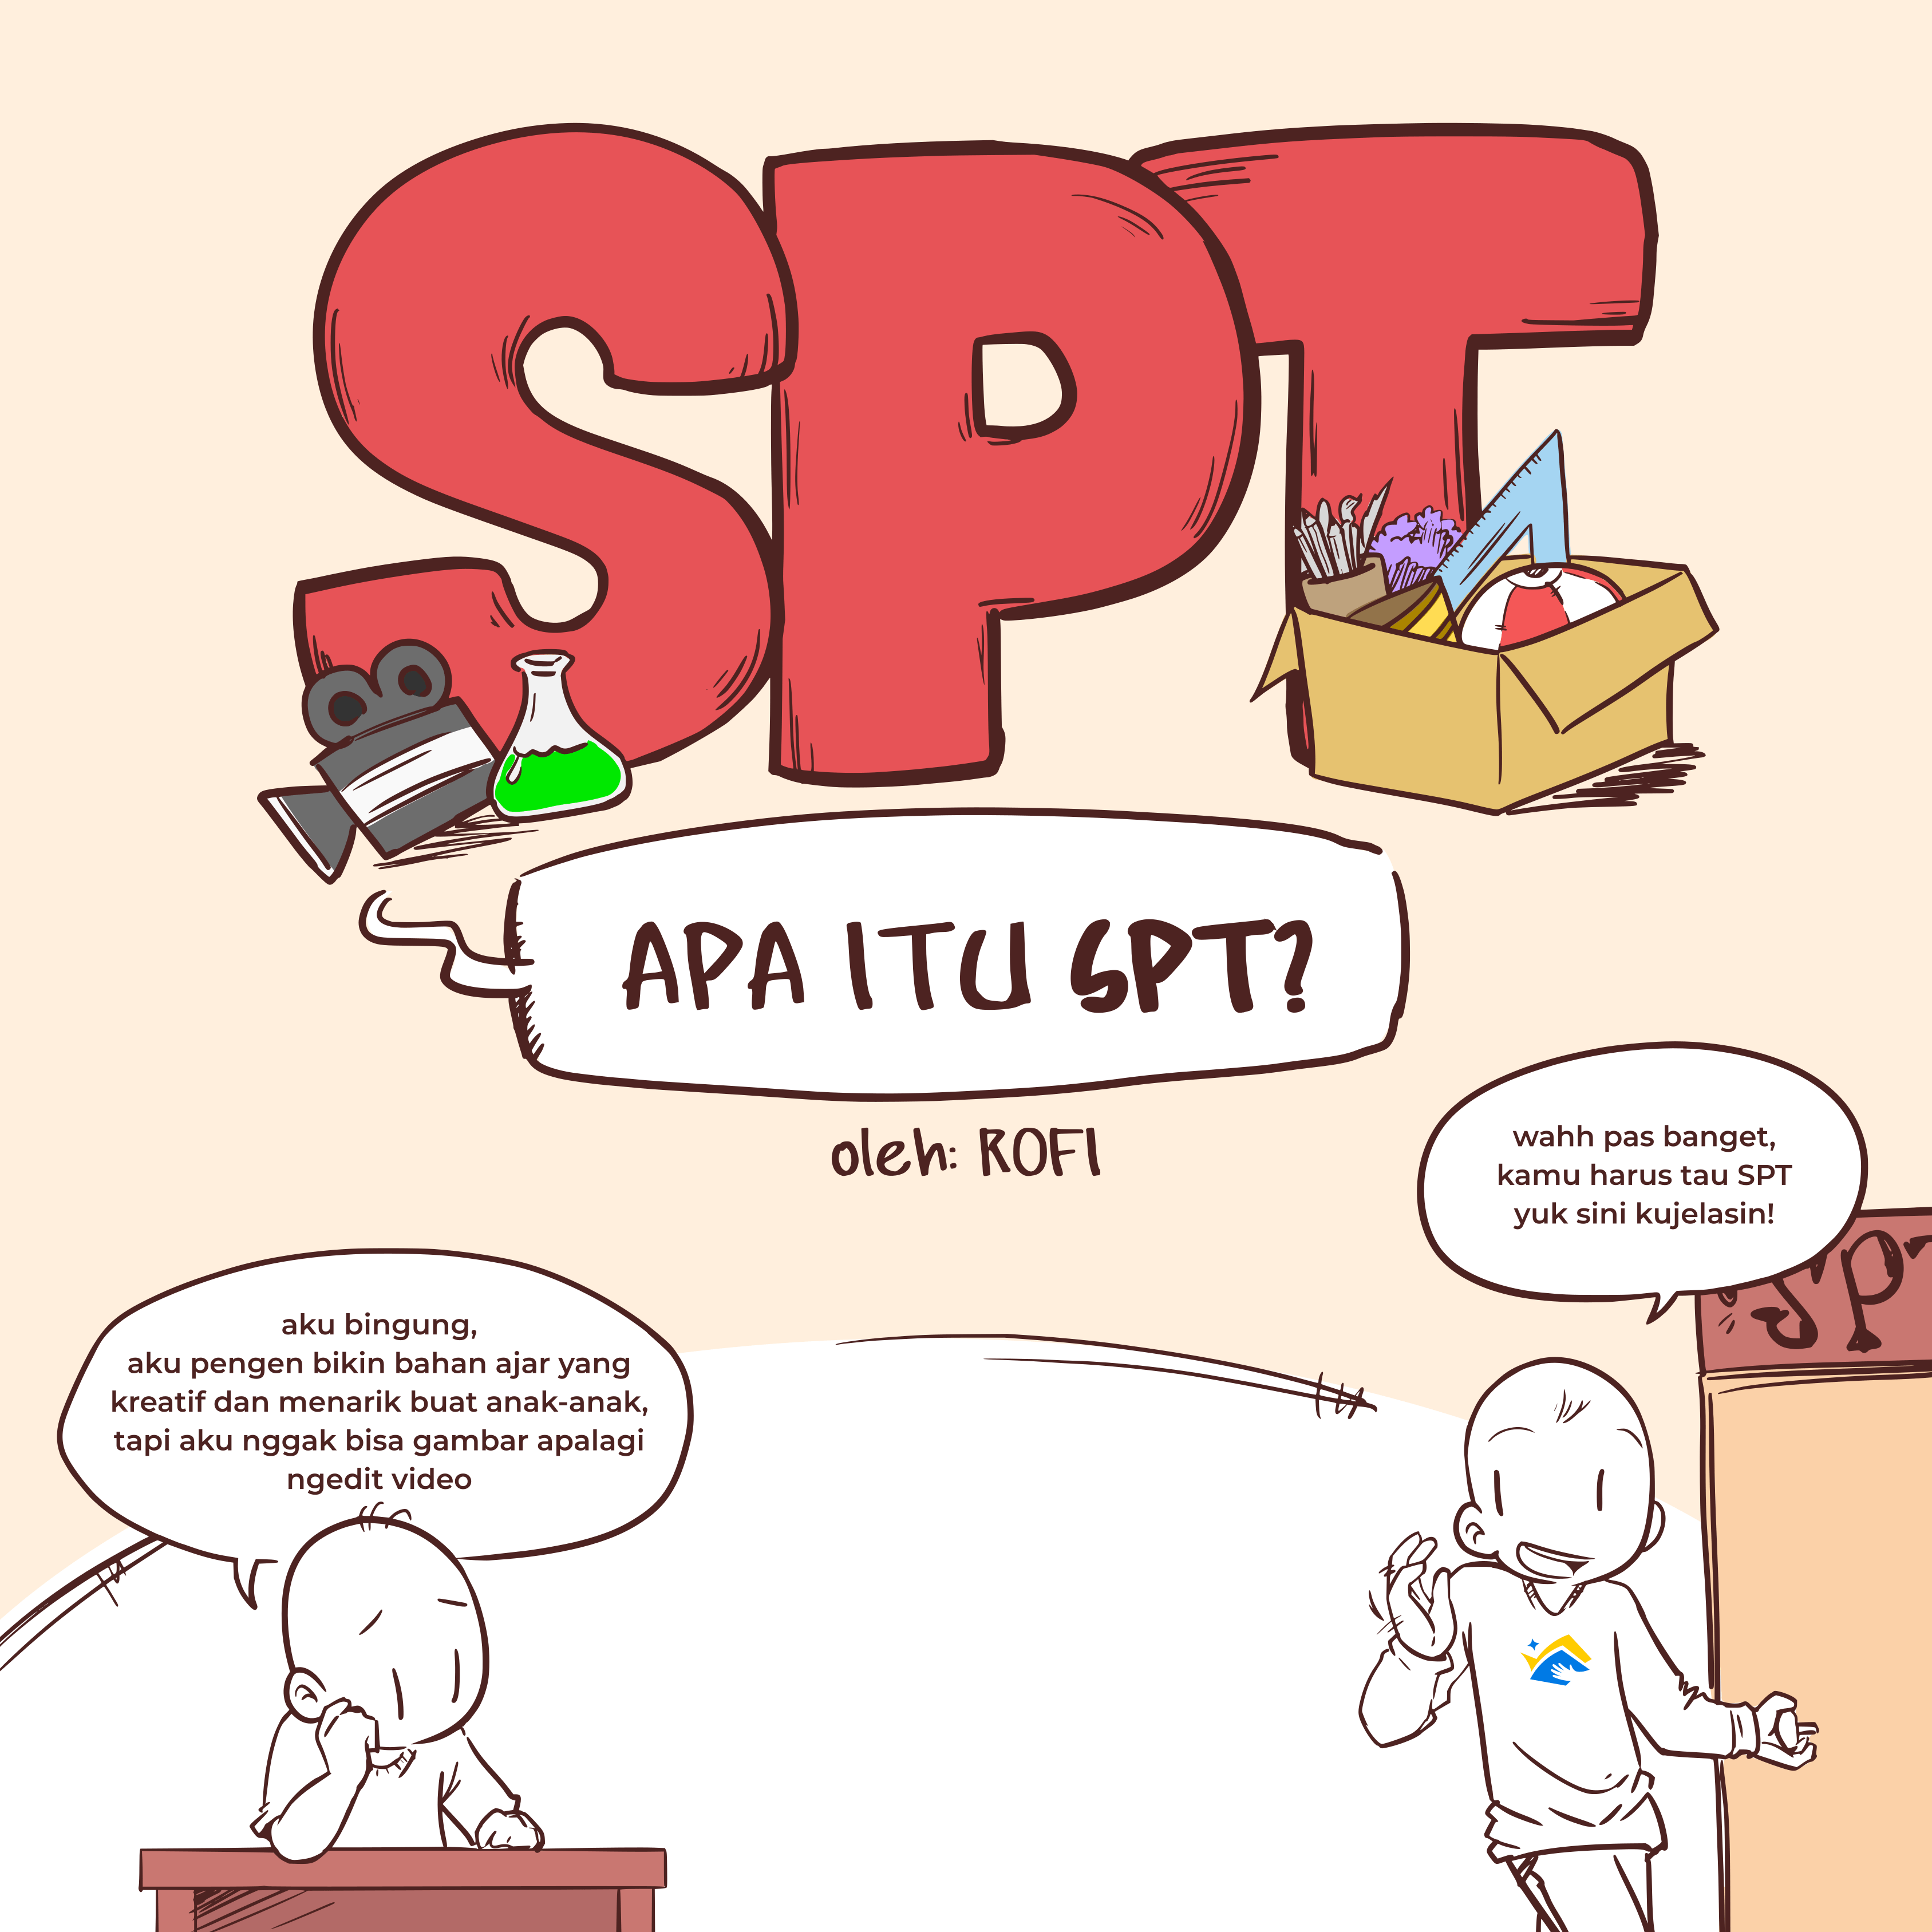 SPT
APA ITU SPT?
oleh: ROFI
wahh pas banget,
kamu harus tau SPT
yuk sini kujelasin!
SPT
aku bingung,
aku pengen bikin bahan ajar yang
kreatif dan menarik buat anak-anak,
tapi aku nggak bisa gambar apalagi
ngedit video